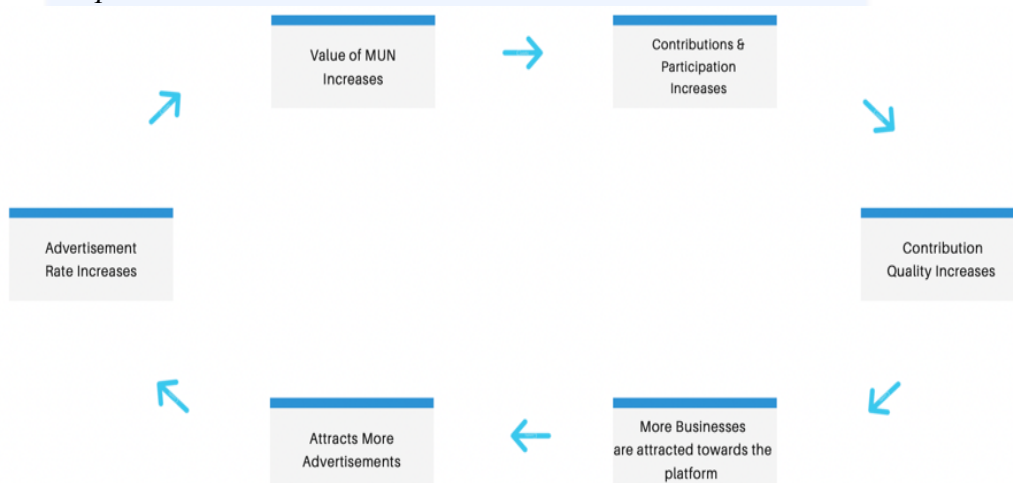 Value of MUN
Increases
Contributions &
Participation
Increases
Contribution
Quality Increases
More Businesses
are attracted towards the
platform
Attracts More
Advertisements
Advertisement
Rate Increases